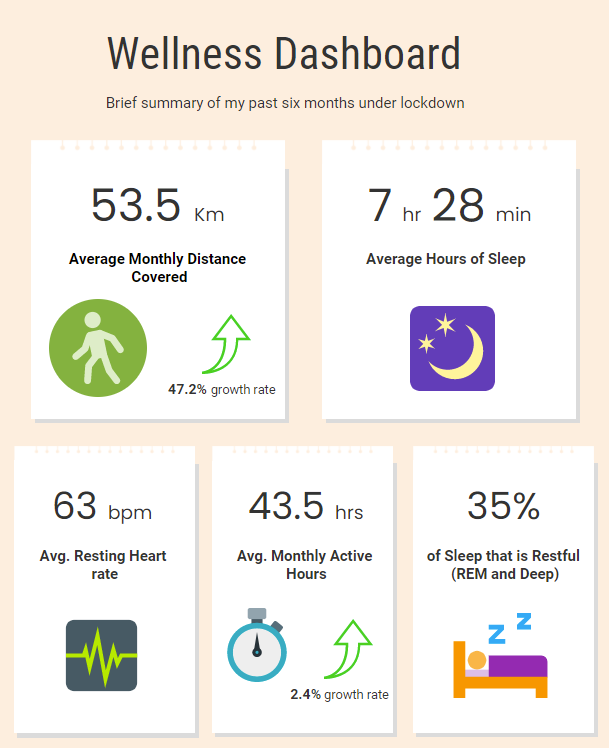 Wellness Dashboard
Brief summary of my past six months under lockdown
53.5 Km
Average Monthly Distance
Covered
47.2% growth rate
7 hr 28 min
Average Hours of Sleep
63 bpm
Avg. Resting Heart
rate
43.5 hrs
Avg. Monthly Active
Hours
2.4% growth rate
35%
of Sleep that is Restful
(REM and Deep)
z z